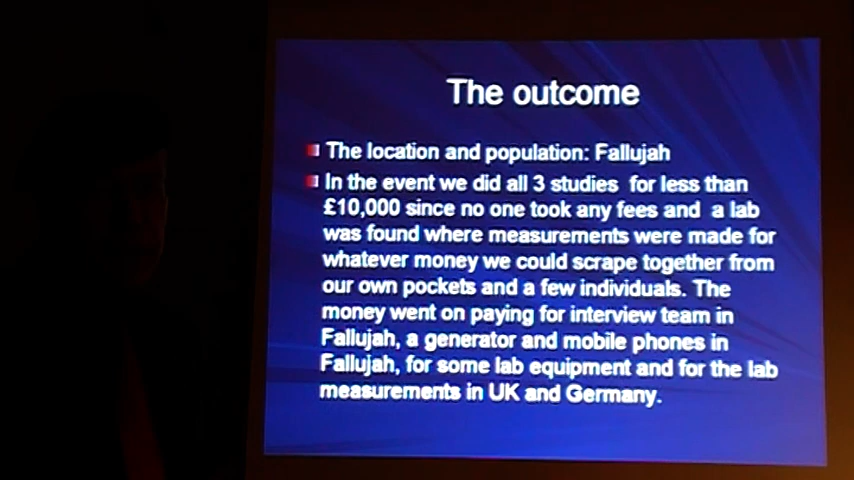 The outcome
The location and population: Fallujah
In the event we did all 3 studies for less than
£10,000 since no one took any fees and a lab
was found where measurements were made for
whatever money we could scrape together from
our own pockets and a few individuals. The
money went on paying for interview team in
Fallujah, a generator and mobile phones in
Fallujah, for some lab equipment and for the lab
measurements in UK and Germany.